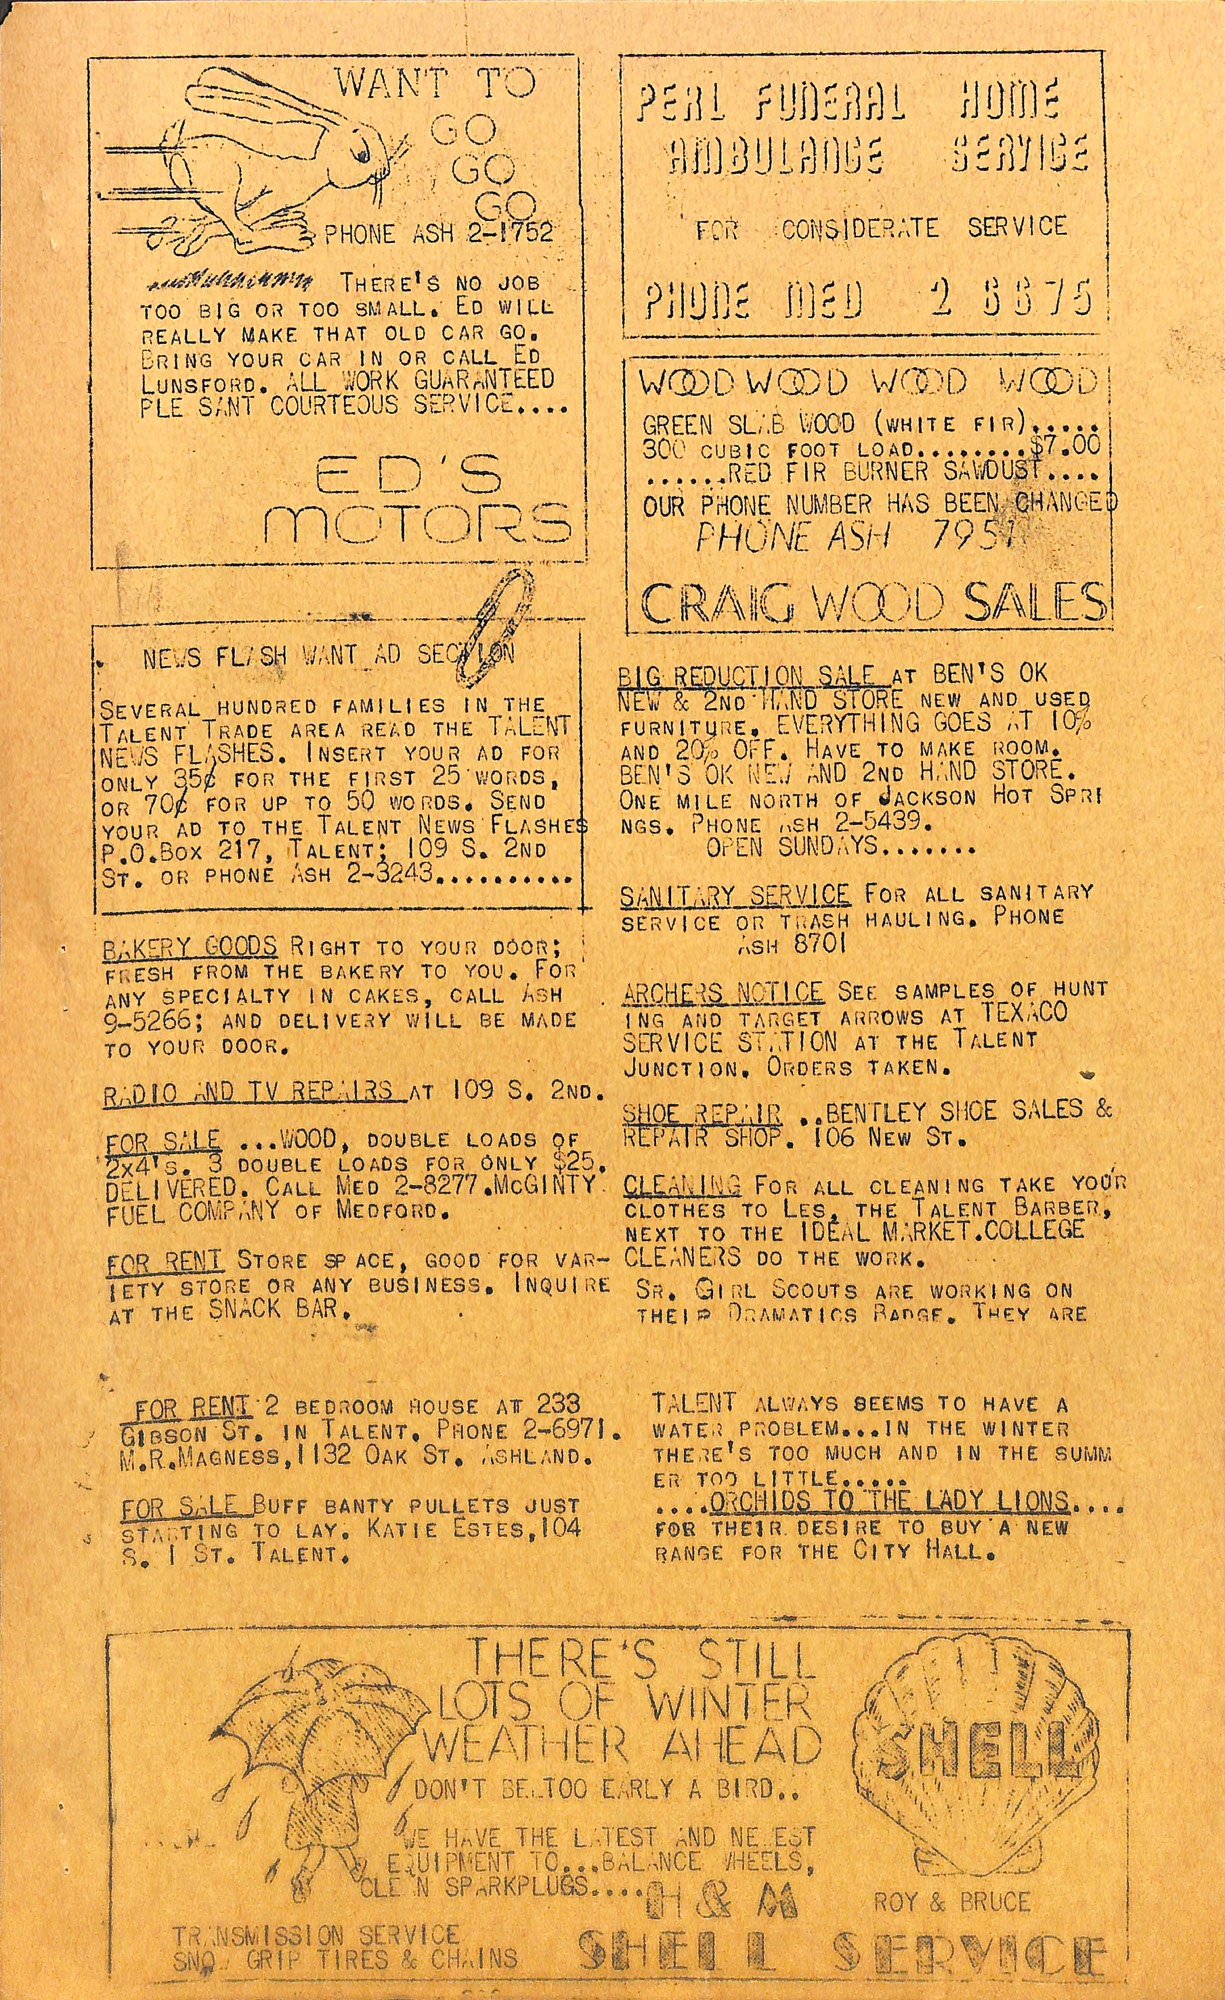 WANT TO
GO
GO
GO
PHONE ASH 2-1752
THERE'S NO JOB
TOO BIG OR TOO SMALL. ED WILL
REALLY MAKE THAT OLD CAR GO.
BRING YOUR CAR IN OR CALL ED
LUNSFORD. ALL WORK GUARANTEED
PLE SANT COURTEOUS SERVICE....
ED'S
MOTORS
NEWS FLASH WANT AD SECTION
SEVERAL HUNDRED FAMILIES IN THE
TALENT TRADE AREA READ THE TALENT
NEWS FLASHES. INSERT YOUR AD FOR
ONLY 35¢ FOR THE FIRST 25 WORDS,
OR 70¢ FOR UP TO 50 WORDS. SEND
YOUR AD TO THE TALENT NEWS FLASHES
P.O.BOX 217, TALENT; 109 S. 2ND
ST. OR PHONE ASH 2-3243..........
BAKERY GOODS RIGHT TO YOUR DOOR;
FRESH FROM THE BAKERY TO YOU. FOR
ANY SPECIALTY IN CAKES, CALL ASH
9-5266; AND DELIVERY WILL BE MADE
TO YOUR DOOR.
RADIO AND TV REPAIRS AT 109 S. 2ND.
FOR SALE ...WOOD, DOUBLE LOADS OF
2X4'S. 3 DOUBLE LOADS FOR ONLY $25.
DELIVERED. CALL MED 2-8277.MCGINTY
FUEL COMPANY OF MEDFORD.
FOR RENT STORE SPACE, GOOD FOR VAR-
IETY STORE OR ANY BUSINESS. INQUIRE
AT THE SNACK BAR.
FOR RENT 2 BEDROOM HOUSE AT 233
GIBSON ST. IN TALENT. PHONE 2-6971.
M.R.MAGNESS,1132 OAK ST. ASHLAND.
FOR SALE BUFF BANTY PULLETS JUST
STARTING TO LAY. KATIE ESTES,104
S. 1 ST. TALENT.
PERL FUNERAL HOME
AMBULANCE SERVICE
FOR CONSIDERATE SERVICE
PHONE MED 2 6675
WOOD WOOD WOOD WOOD
GREEN SLAB WOOD (WHITE FIR).....
300 CUBIC FOOT LOAD.........$7.00
......RED FIR BURNER SAWDUST....
OUR PHONE NUMBER HAS BEEN CHANGED
PHONE ASH 7951
CRAIG WOOD SALES
BIG REDUCTION SALE AT BEN'S OK
NEW & 2ND HAND STORE NEW AND USED
FURNITURE. EVERYTHING GOES AT 10%
AND 20% OFF. HAVE TO MAKE ROOM.
BEN'S OK NEW AND 2ND HAND STORE.
ONE MILE NORTH OF JACKSON HOT SPRI
NGS. PHONE ASH 2-5439.
OPEN SUNDAYS.......
SANITARY SERVICE FOR ALL SANITARY
SERVICE OR TRASH HAULING. PHONE
ASH 8701
ARCHERS NOTICE SEE SAMPLES OF HUNT
ING AND TARGET ARROWS AT TEXACO
SERVICE STATION AT THE TALENT
JUNCTION. ORDERS TAKEN.
SHOE REPAIR ..BENTLEY SHOE SALES &
REPAIR SHOP. 106 NEW ST.
CLEANING FOR ALL CLEANING TAKE YOUR
CLOTHES TO LES, THE TALENT BARBER,
NEXT TO THE IDEAL MARKET.COLLEGE
CLEANERS DO THE WORK.
SR. GIRL SCOUTS ARE WORKING ON
THEIR DRAMATICS BADGE. THEY ARE
TALENT ALWAYS SEEMS TO HAVE A
WATER PROBLEM...IN THE WINTER
THERE'S TOO MUCH AND IN THE SUMM
ER TOO LITTLE.....
....ORCHIDS TO THE LADY LIONS....
FOR THEIR DESIRE TO BUY A NEW
RANGE FOR THE CITY HALL.
THERE'S STILL
LOTS OF WINTER
WEATHER AHEAD
DON'T BE..TOO EARLY A BIRD..
WE HAVE THE LATEST AND NEWEST
EQUIPMENT TO...BALANCE WHEELS,
CLEAN SPARKPLUGS....
H & M
SHELL
ROY & BRUCE
TRANSMISSION SERVICE
SNOW GRIP TIRES & CHAINS
SHELL SERVICE